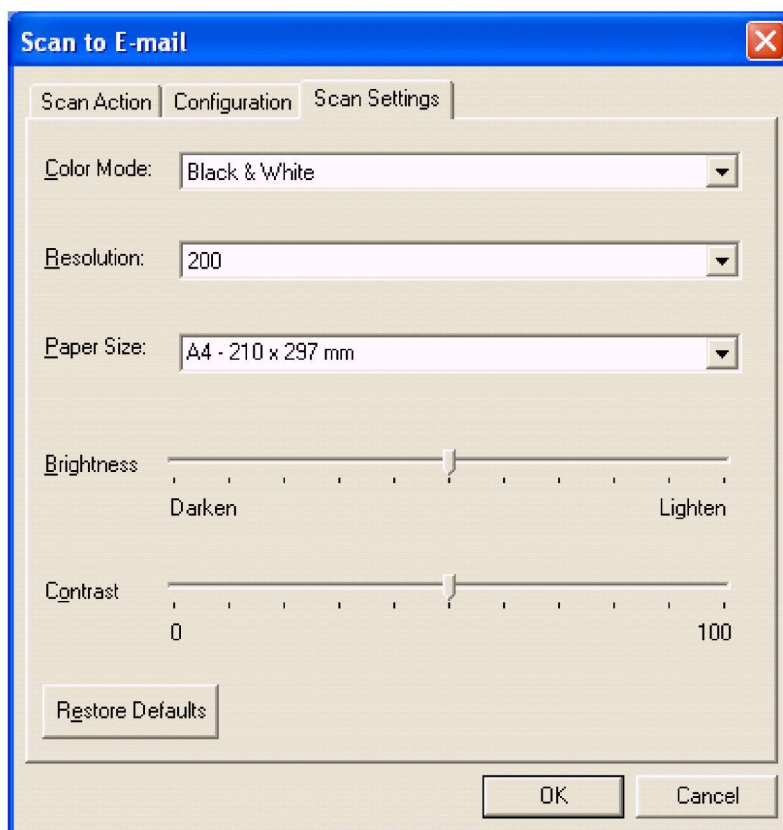 Scan to E-mail
Scan Action Configuration Scan Settings
Color Mode: Black & White
Resolution: 200
Paper Size: A4 - 210 x 297 mm
Brightness
Darken Lighten
Contrast
0 100
Restore Defaults
OK Cancel